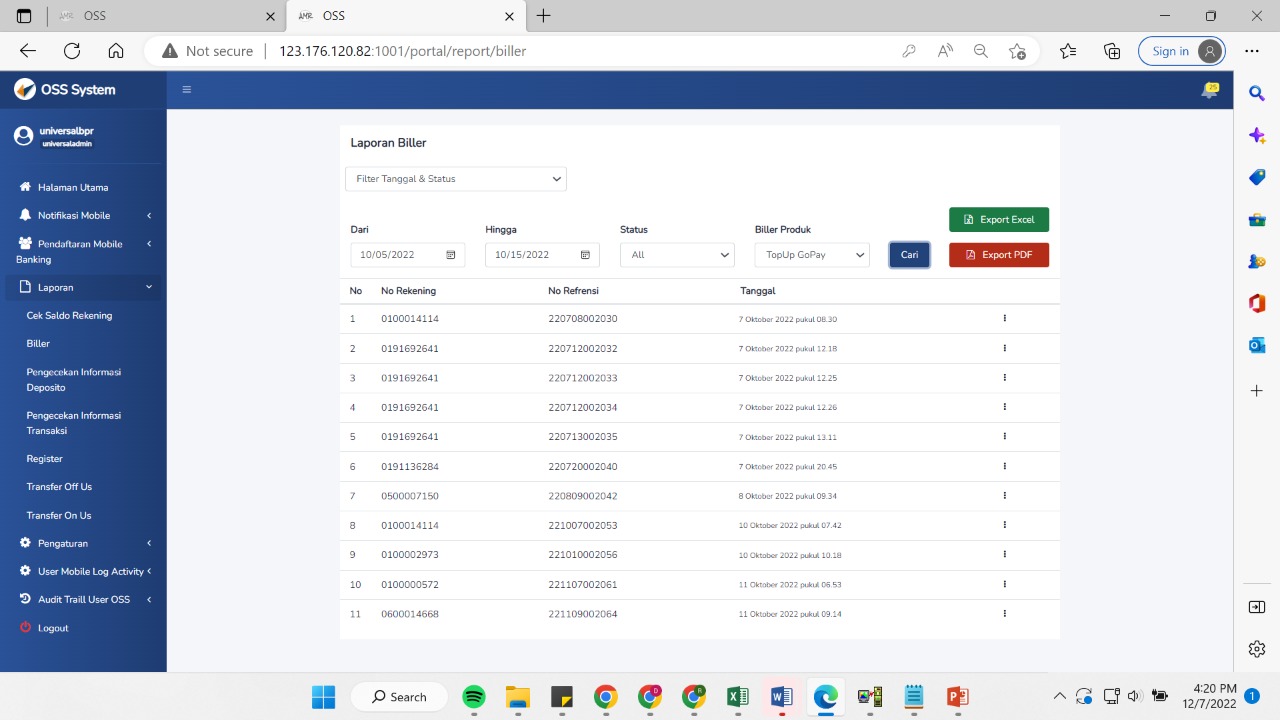 OSS
OSS
Not secure
123.176.120.82:1001/portal/report/biller
Sign in
OSS System
25
universalbpr
universaladmin
Halaman Utama
Notifikasi Mobile
Pendaftaran Mobile
Banking
Laporan
Cek Saldo Rekening
Biller
Pengecekan Informasi
Deposito
Pengecekan Informasi
Transaksi
Register
Transfer Off Us
Transfer On Us
Pengaturan
User Mobile Log Activity
Audit Traill User OSS
Logout
Laporan Biller
Filter Tanggal & Status
Dari Hingga Status Biller Produk
10/05/2022 10/15/2022 All TopUp GoPay Cari
Export Excel
Export PDF
No No Rekening No Refrensi Tanggal
1 0100014114 220708002030 7 Oktober 2022 pukul 08.30
2 0191692641 220712002032 7 Oktober 2022 pukul 12.18
3 0191692641 220712002033 7 Oktober 2022 pukul 12.25
4 0191692641 220712002034 7 Oktober 2022 pukul 12.26
5 0191692641 220713002035 7 Oktober 2022 pukul 13.11
6 0191136284 220720002040 7 Oktober 2022 pukul 20.45
7 0500007150 220809002042 8 Oktober 2022 pukul 09.34
8 0100014114 221007002053 10 Oktober 2022 pukul 07.42
9 0100002973 221010002056 10 Oktober 2022 pukul 10.18
10 0100000572 221107002061 11 Oktober 2022 pukul 06.53
11 0600014668 221109002064 11 Oktober 2022 pukul 09.14
Search
4:20 PM
12/7/2022
1